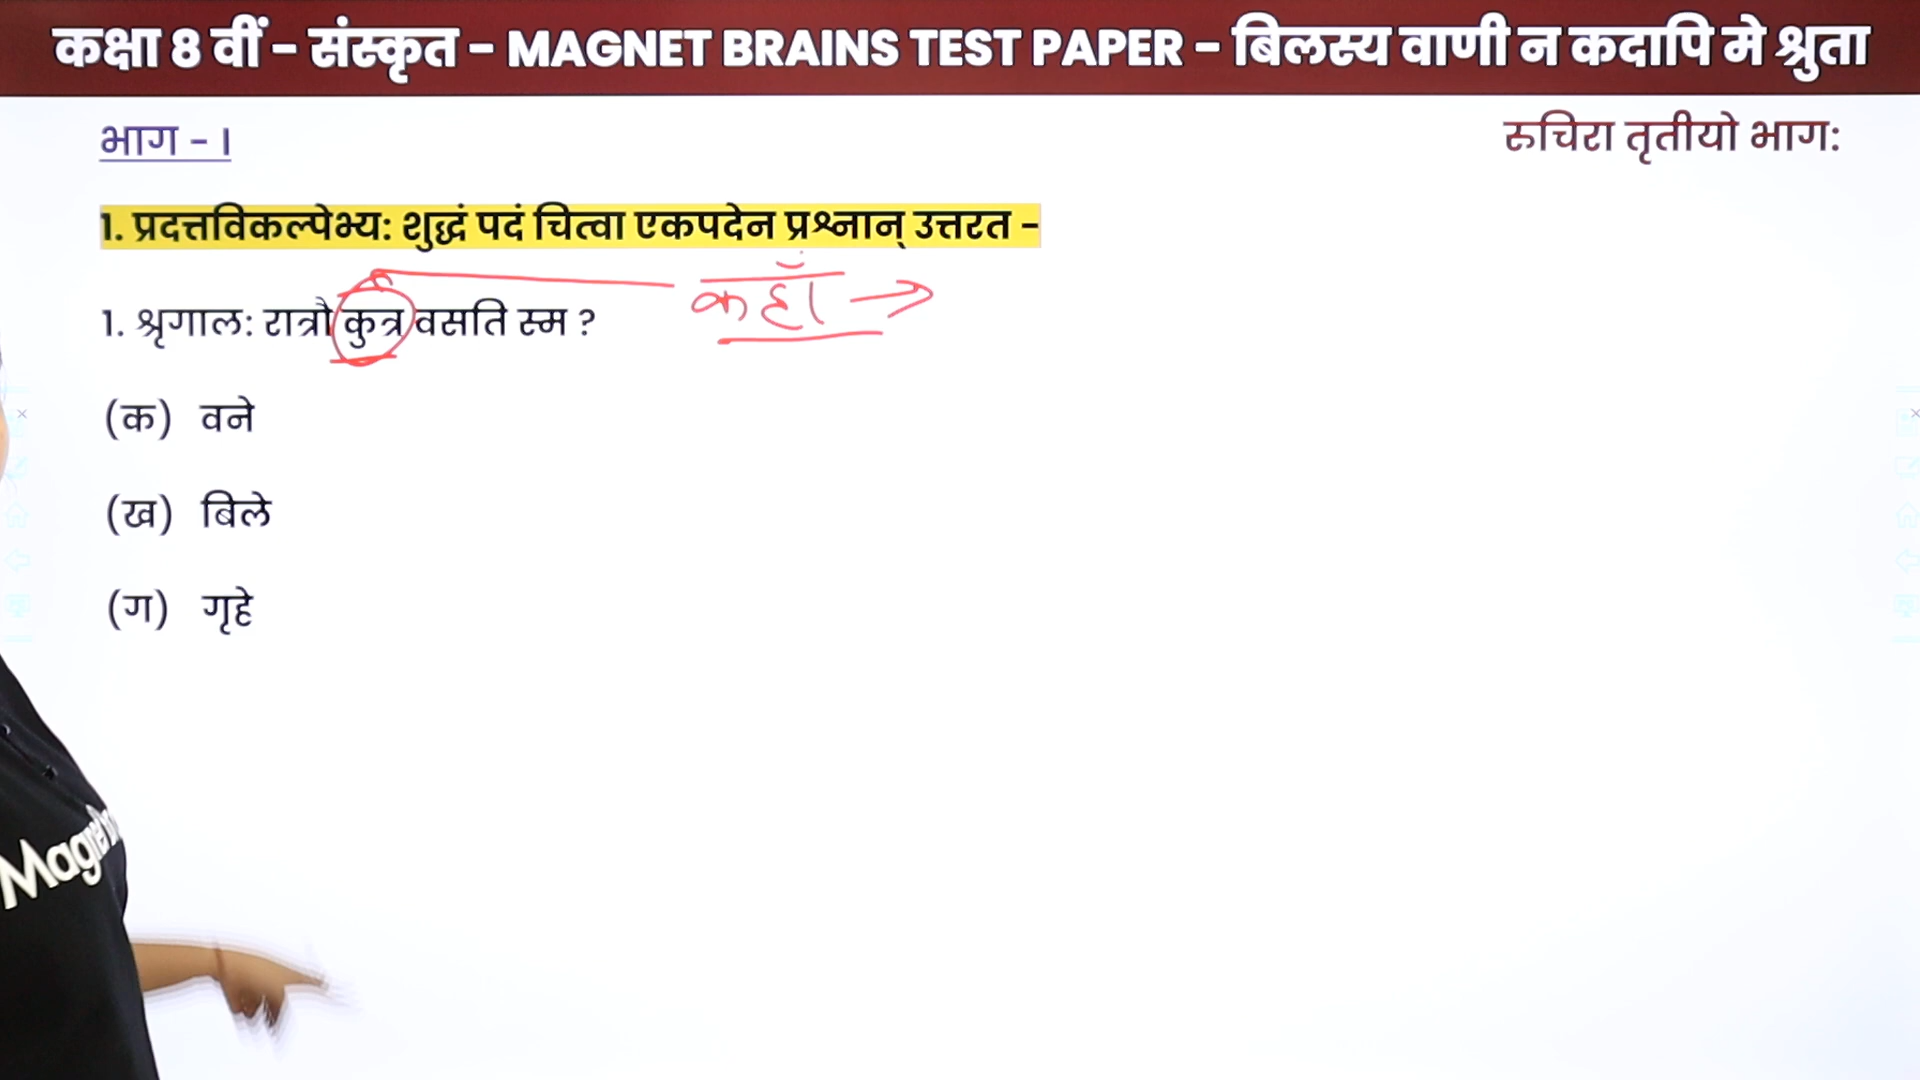 कक्षा 8 वीं - संस्कृत - MAGNET BRAINS TEST PAPER - बिलस्य वाणी न कदापि मे श्रुता
भाग - I
रुचिरा तृतीयो भाग:
1. प्रदत्तविकल्पेभ्य: शुद्धं पदं चित्वा एकपदेन प्रश्नान् उत्तरत -
कहाँ
1. श्रृगाल: रात्रौ कुत्र वसति स्म ?
(क) वने
(ख) बिले
(ग) गृहे